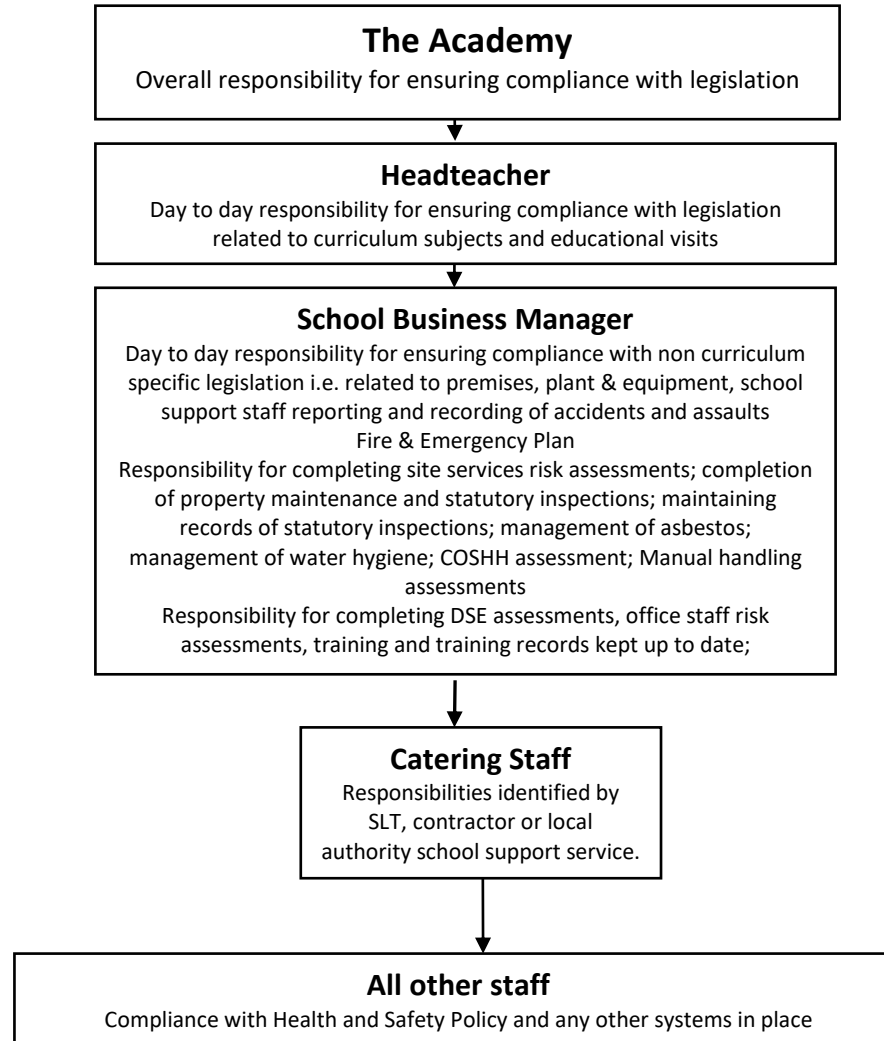 The Academy
Overall responsibility for ensuring compliance with legislation
Headteacher
Day to day responsibility for ensuring compliance with legislation
related to curriculum subjects and educational visits
School Business Manager
Day to day responsibility for ensuring compliance with non curriculum
specific legislation i.e. related to premises, plant & equipment, school
support staff reporting and recording of accidents and assaults
Fire & Emergency Plan
Responsibility for completing site services risk assessments; completion
of property maintenance and statutory inspections; maintaining
records of statutory inspections; management of asbestos;
management of water hygiene; COSHH assessment; Manual handling
assessments
Responsibility for completing DSE assessments, office staff risk
assessments, training and training records kept up to date;
Catering Staff
Responsibilities identified by
SLT, contractor or local
authority school support service.
All other staff
Compliance with Health and Safety Policy and any other systems in place